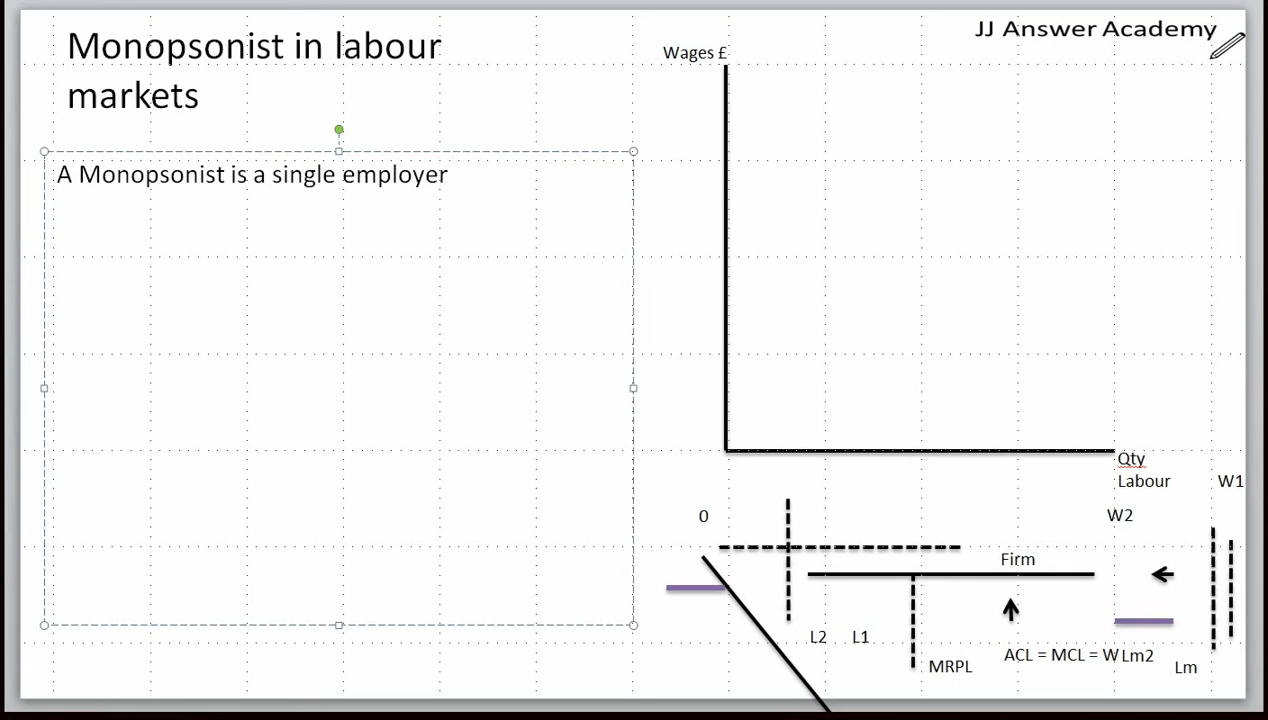 Monopsonist in labour
markets
JJ Answer Academy
Wages £
A Monopsonist is a single employer
Qty
Labour
W1
0
W2
Firm
L2
L1
MRPL
ACL = MCL = W
Lm2
Lm